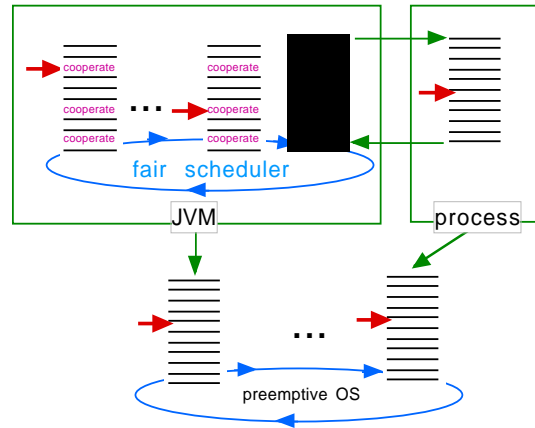 cooperate cooperate
cooperate cooperate
...
cooperate cooperate
fair scheduler
JVM
process
...
preemptive OS